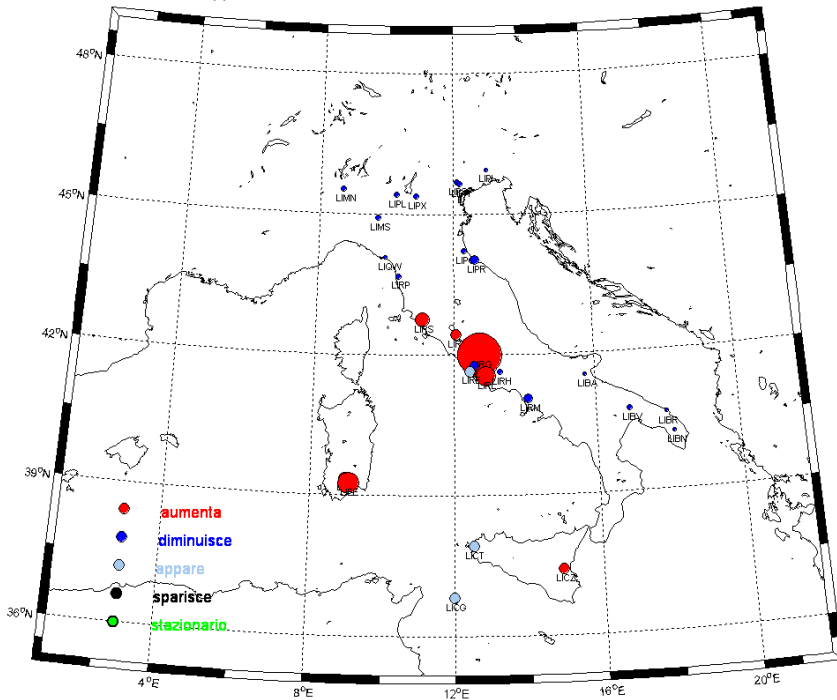 48°N
45°N
42°N
39°N
36°N
LIMN
LIPL
LIPX
LIMS
LIQW
LIRP
LIPR
LIRS
LIRH
LIRM
LIBA
LIBV
LIBR
LIBN
LICT
LICZ
LICG
aumenta
diminuisce
appare
sparisce
stazionario
4°E
8°E
12°E
16°E
20°E